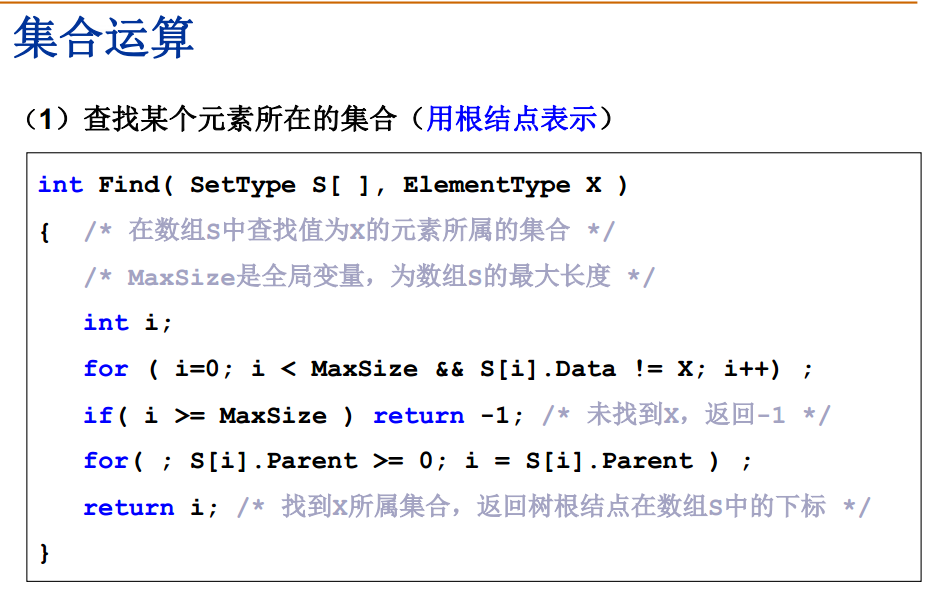 集合运算
（1）查找某个元素所在的集合（用根结点表示）
int Find( SetType S[ ], ElementType X )
{ /* 在数组S中查找值为X的元素所属的集合 */
/* MaxSize是全局变量，为数组S的最大长度 */
int i;
for ( i=0; i < MaxSize && S[i].Data != X; i++) ;
if( i >= MaxSize ) return -1; /* 未找到X，返回-1 */
for( ; S[i].Parent >= 0; i = S[i].Parent ) ;
return i; /* 找到X所属集合，返回树根结点在数组S中的下标 */
}